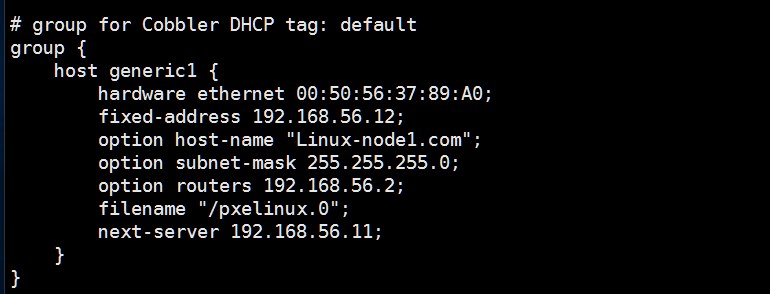 # group for Cobbler DHCP tag: default
group {
    host generic1 {
        hardware ethernet 00:50:56:37:89:A0;
        fixed-address 192.168.56.12;
        option host-name "Linux-node1.com";
        option subnet-mask 255.255.255.0;
        option routers 192.168.56.2;
        filename "/pxelinux.0";
        next-server 192.168.56.11;
    }
}